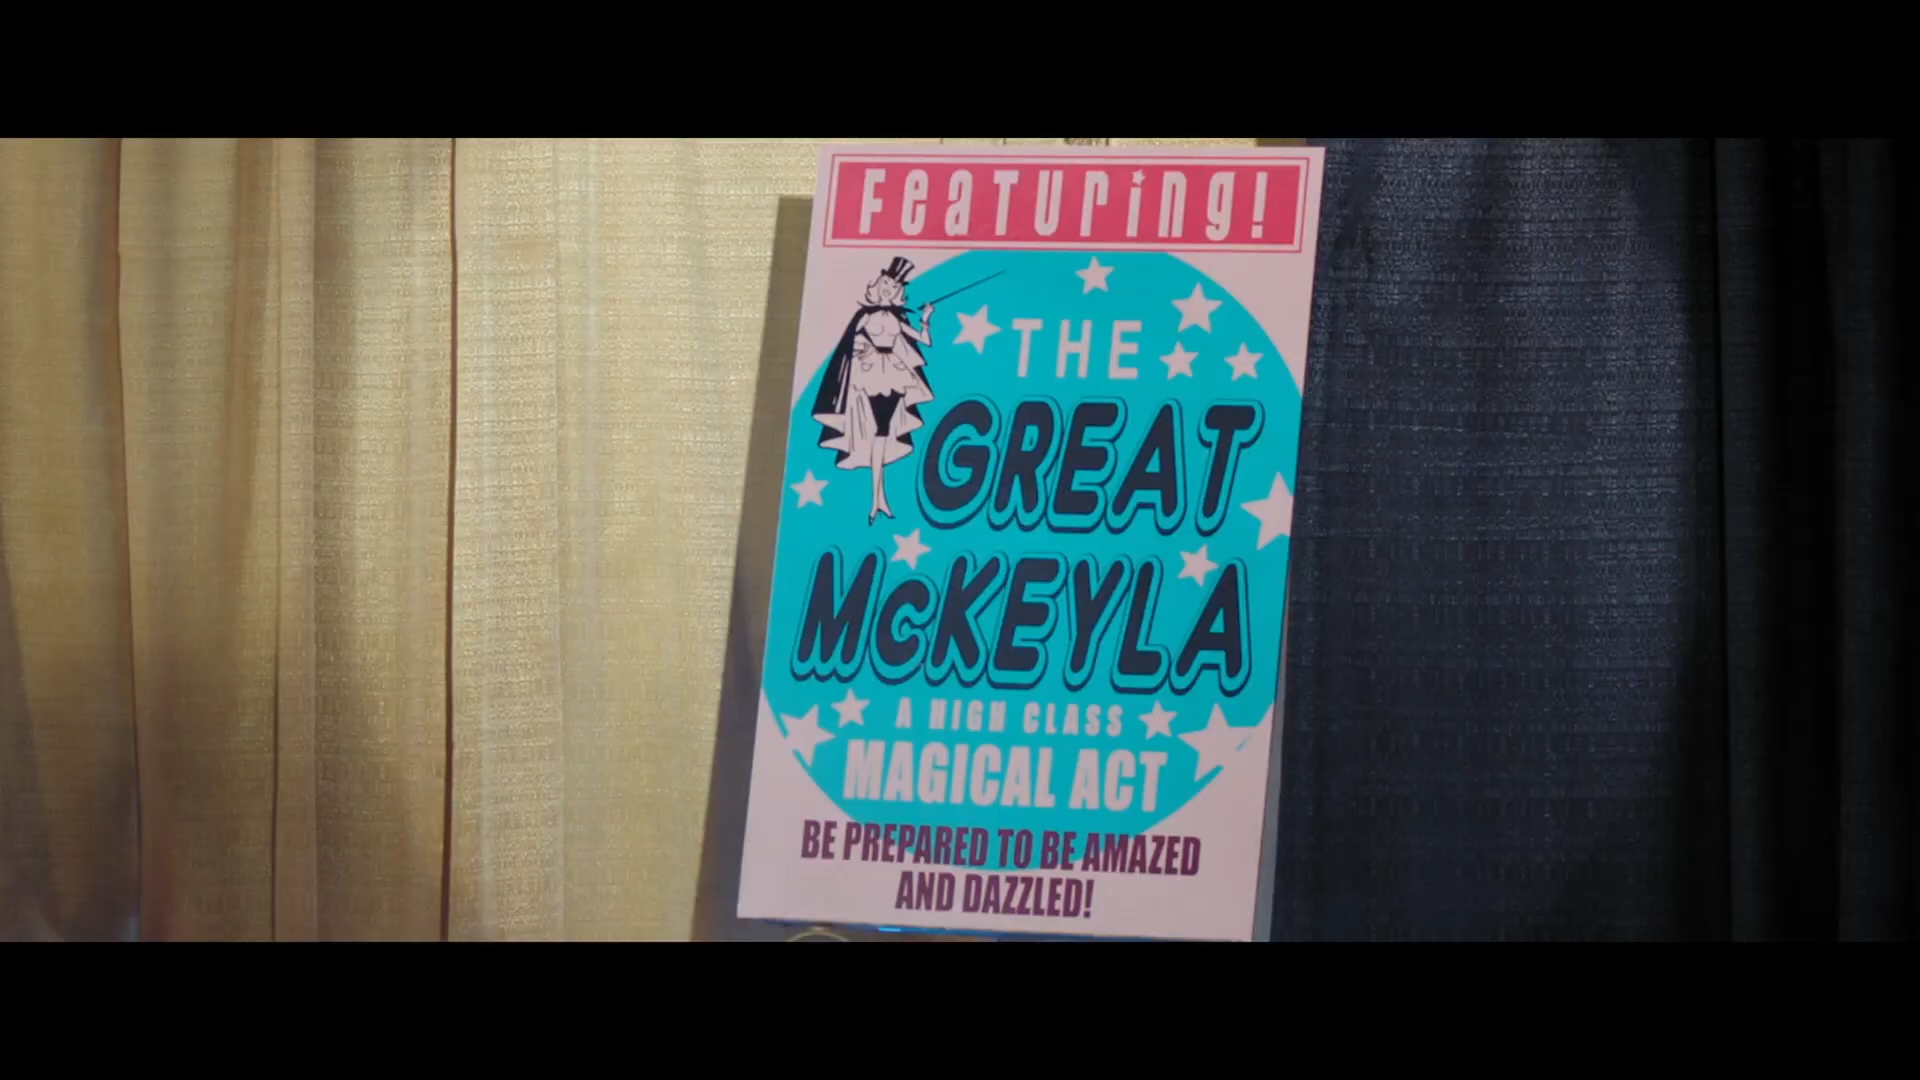 FeaTUring!
THE
GREAT
McKEYLA
A HIGH CLASS
MAGICAL ACT
BE PREPARED TO BE AMAZED
AND DAZZLED!